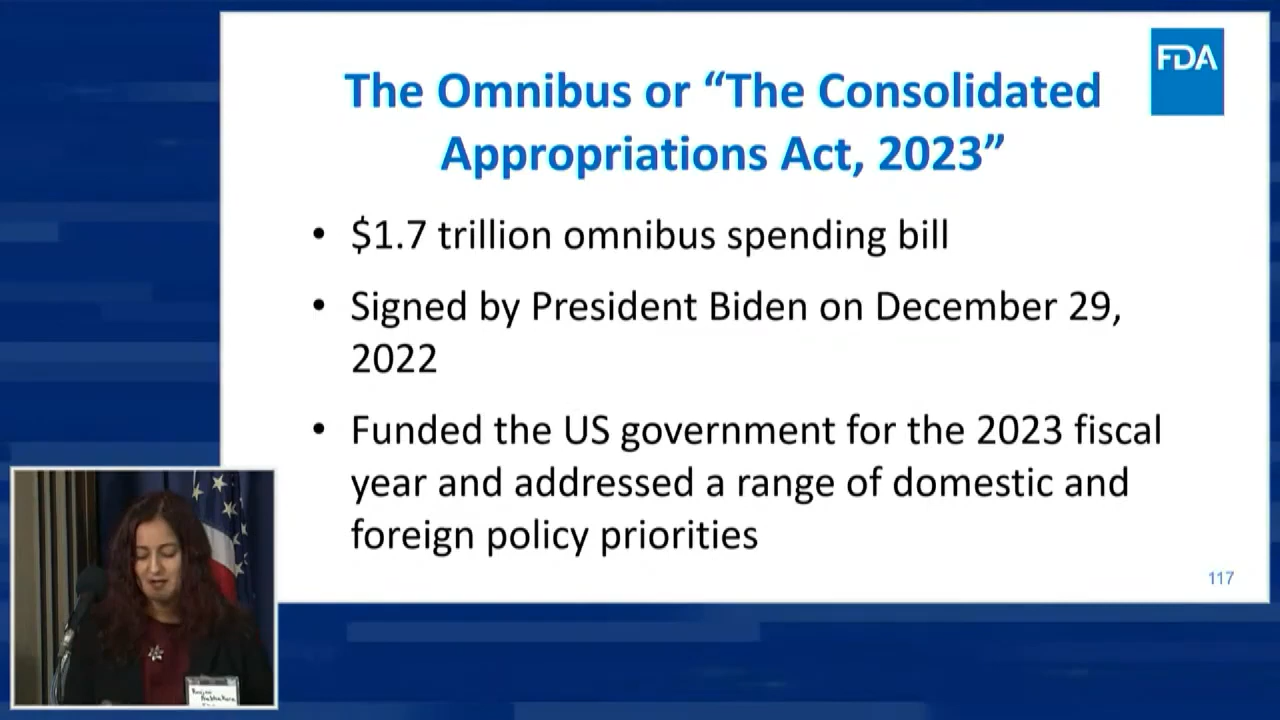 FDA
The Omnibus or “The Consolidated
Appropriations Act, 2023”
• $1.7 trillion omnibus spending bill
• Signed by President Biden on December 29,
2022
• Funded the US government for the 2023 fiscal
year and addressed a range of domestic and
foreign policy priorities
117